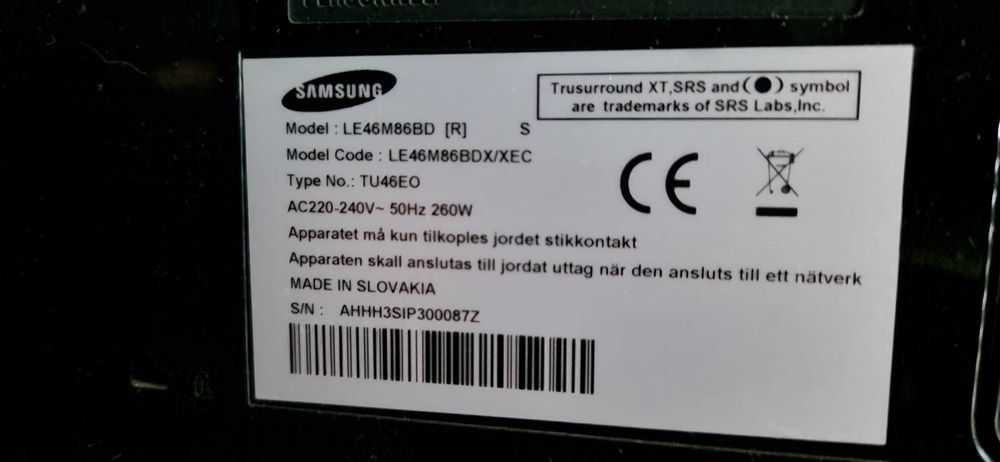 SAMSUNG
Trusurround XT,SRS and(●) symbol
are trademarks of SRS Labs,Inc.
Model : LE46M86BD [R] S
Model Code : LE46M86BDX/XEC
Type No.: TU46EO
AC220-240V~ 50Hz 260W
Apparatet må kun tilkoples jordet stikkontakt
Apparaten skall anslutas till jordat uttag när den ansluts till ett nätverk
MADE IN SLOVAKIA
S/N : AHHH3SIP300087Z